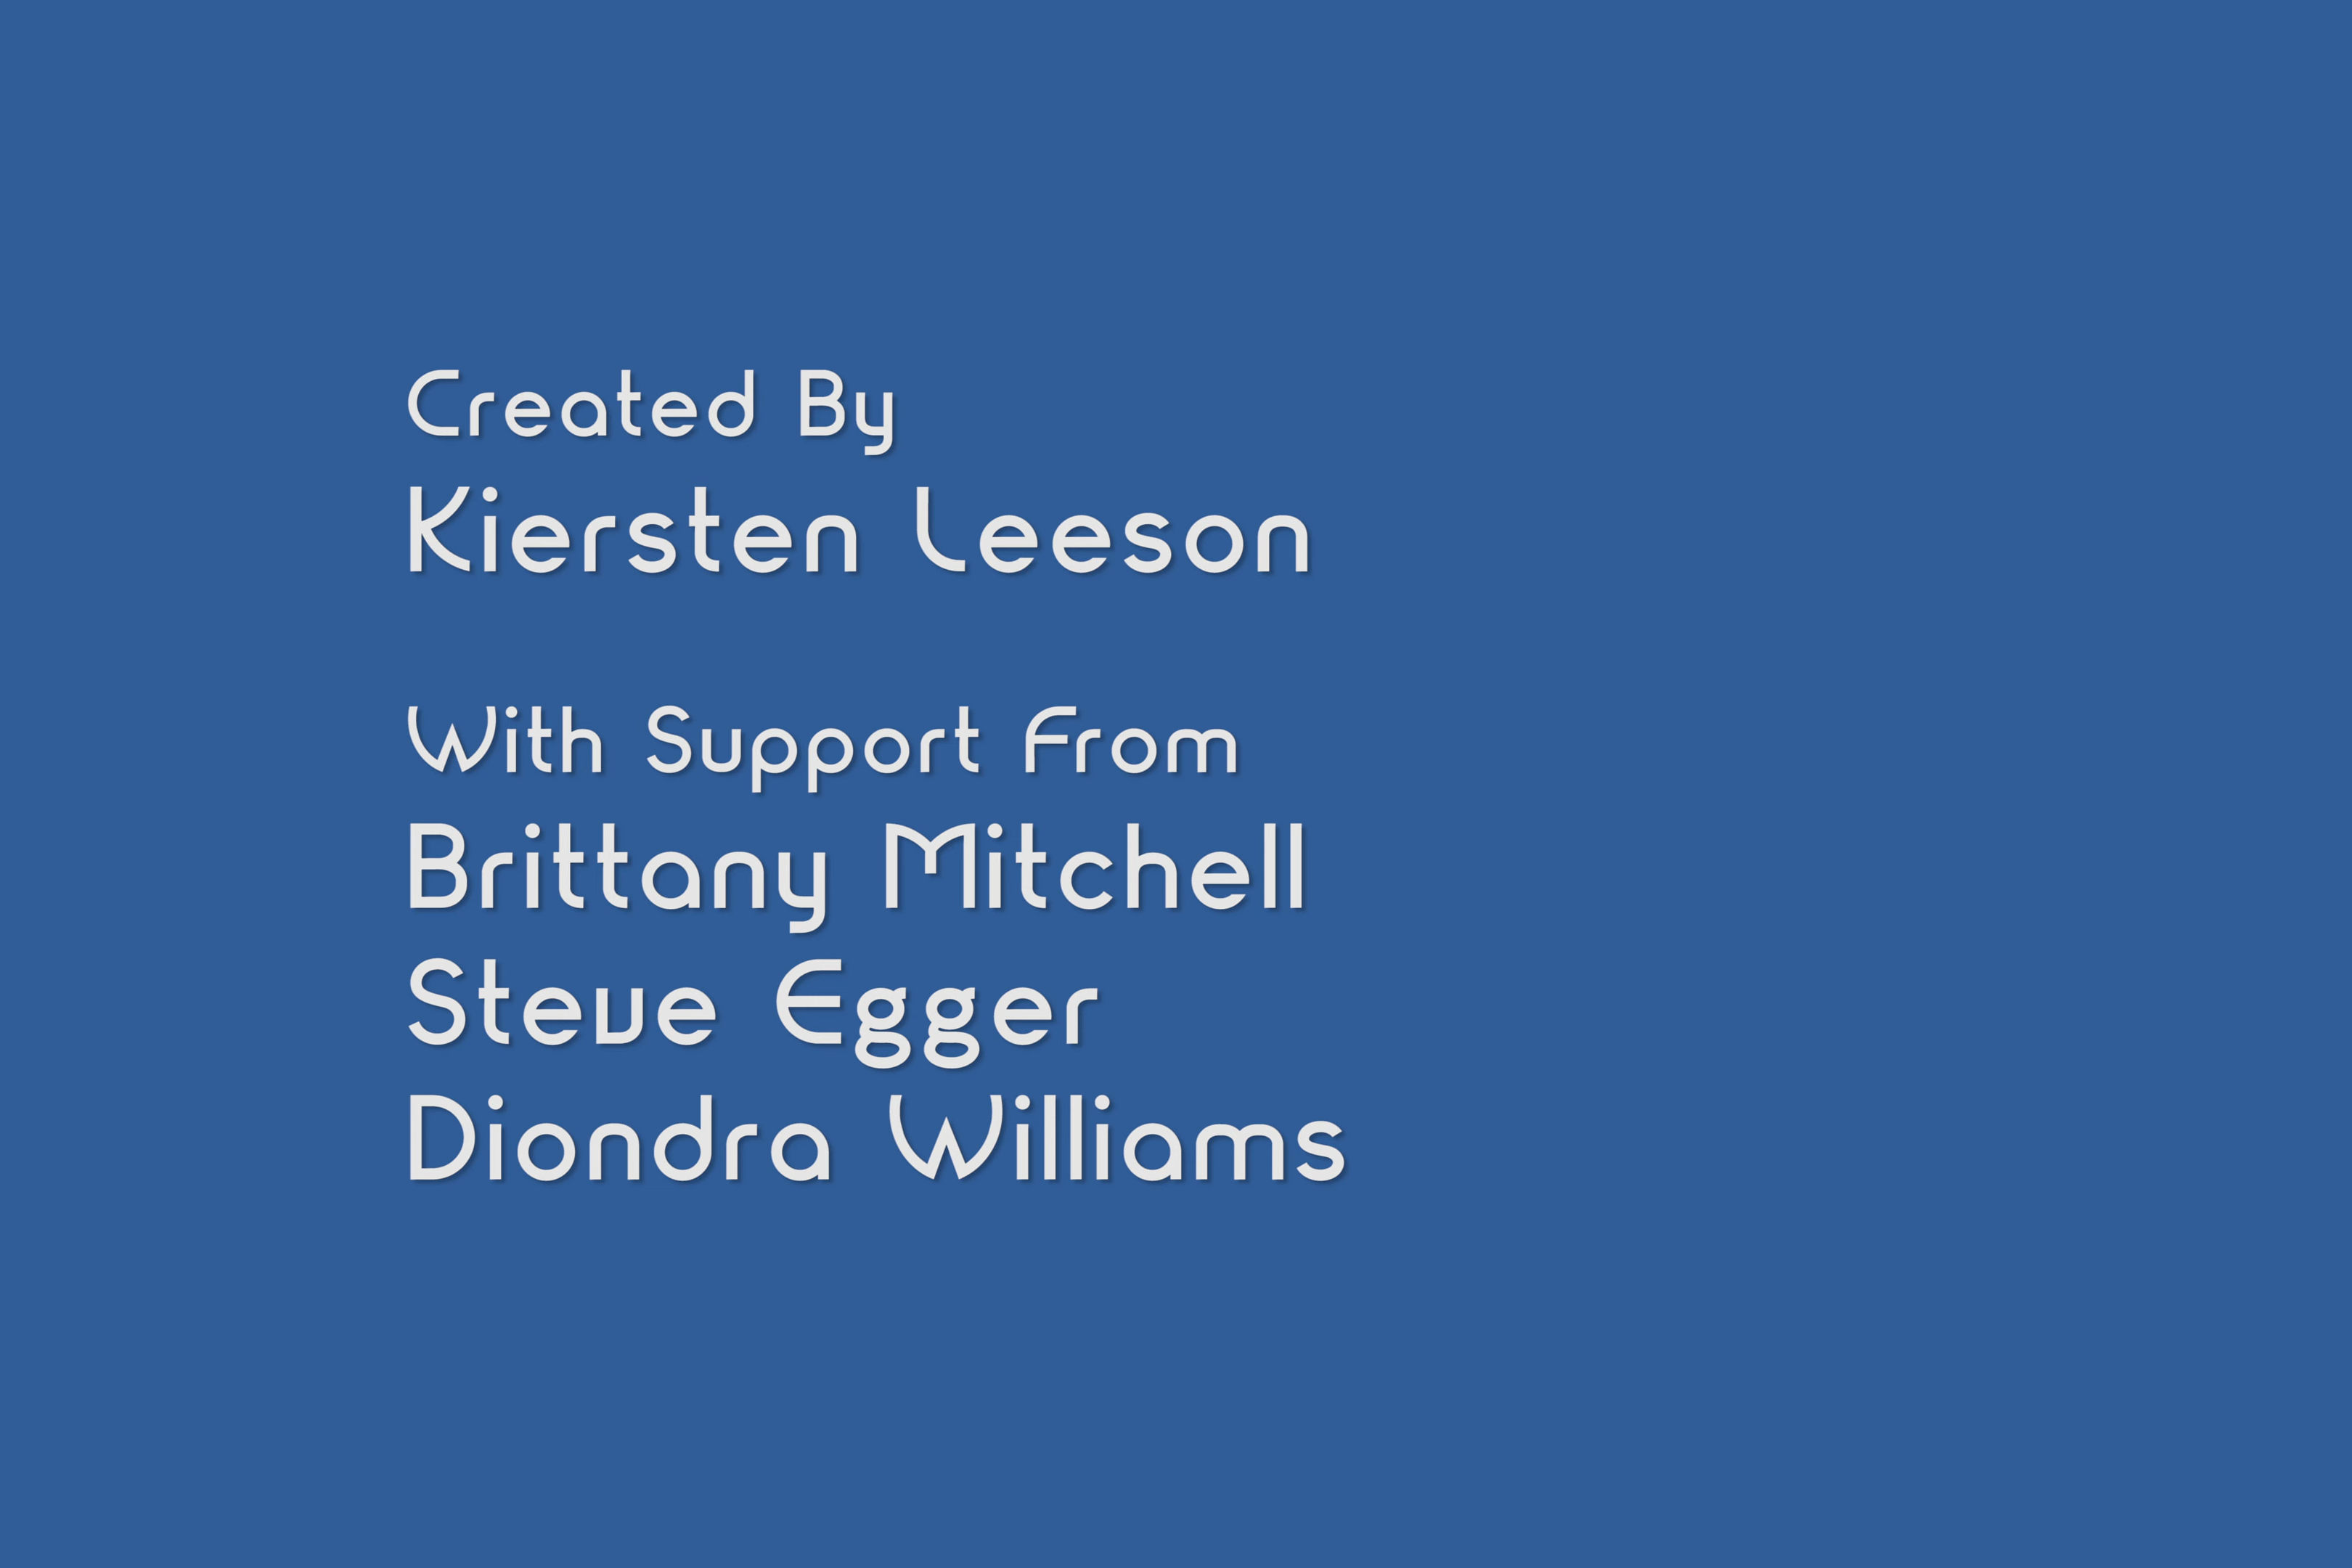 Created By
Kiersten Leeson
With Support From
Brittany Mitchell
Steve Egger
Diondra Williams